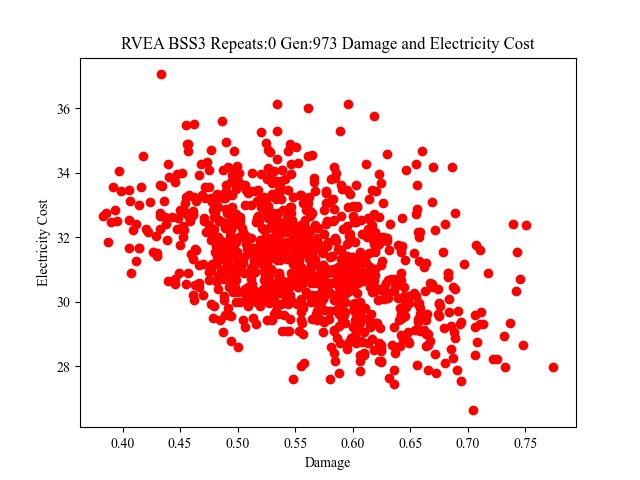 RVEA BSS3 Repeats:0 Gen:973 Damage and Electricity Cost
Electricity Cost
36
34
32
30
28
0.40 0.45 0.50 0.55 0.60 0.65 0.70 0.75
Damage